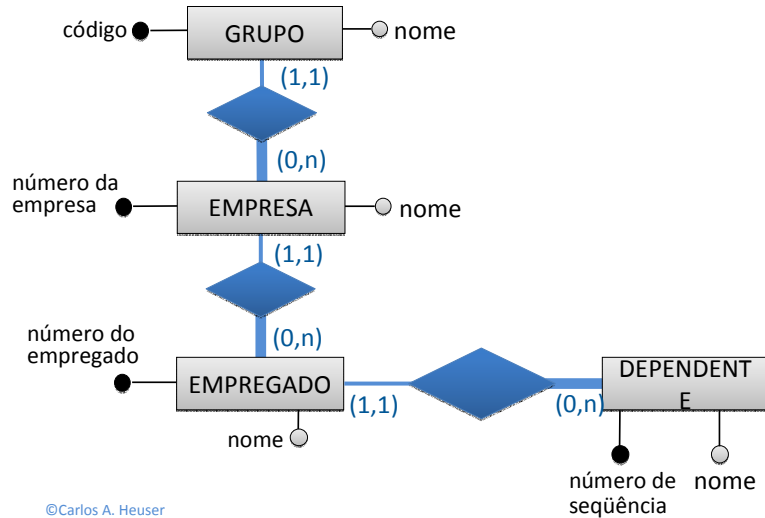 código
GRUPO
nome
(1,1)
(0,n)
número da
empresa
EMPRESA
nome
(1,1)
(0,n)
número do
empregado
EMPREGADO
(1,1)
(0,n)
DEPENDENT
E
nome
número de
seqüência
nome
©Carlos A. Heuser